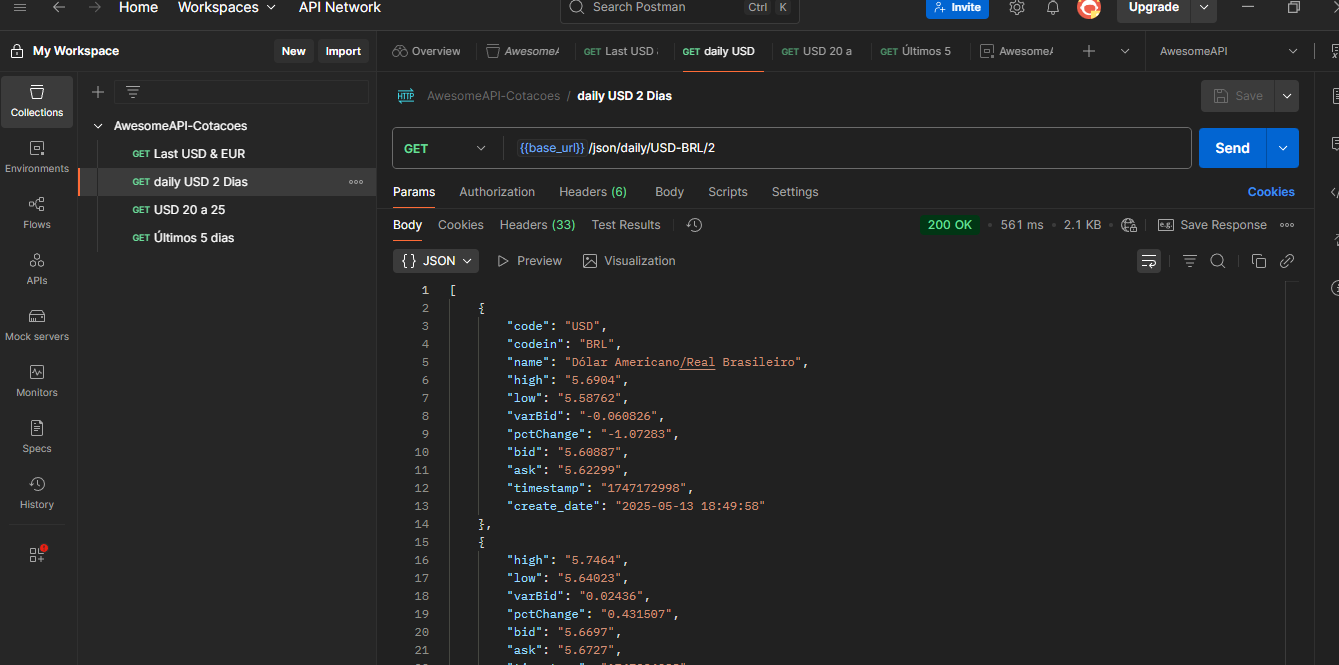 Home Workspaces API Network Search Postman Ctrl K Invite Upgrade
My Workspace New Import Overview AwesomeA GET Last USD GET daily USD GET USD 20 a GET Últimos 5 AwesomeA AwesomeAPI
Collections
Environments
Flows
APIs
Mock servers
Monitors
Specs
History
AwesomeAPI-Cotacoes
GET Last USD & EUR
GET daily USD 2 Dias
GET USD 20 a 25
GET Últimos 5 dias
HTTP AwesomeAPI-Cotacoes / daily USD 2 Dias Save
GET {{base_url}} /json/daily/USD-BRL/2 Send
Params Authorization Headers (6) Body Scripts Settings Cookies
Body Cookies Headers (33) Test Results 200 OK 561 ms 2.1 KB e.g. Save Response
{} JSON Preview Visualization
1 [
2 {
3 "code": "USD",
4 "codein": "BRL",
5 "name": "Dólar Americano/Real Brasileiro",
6 "high": "5.6904",
7 "low": "5.58762",
8 "varBid": "-0.060826",
9 "pctChange": "-1.07283",
10 "bid": "5.60887",
11 "ask": "5.62299",
12 "timestamp": "1747172998",
13 "create_date": "2025-05-13 18:49:58"
14 },
15 {
16 "high": "5.7464",
17 "low": "5.64023",
18 "varBid": "0.02436",
19 "pctChange": "0.431507",
20 "bid": "5.6697",
21 "ask": "5.6727",